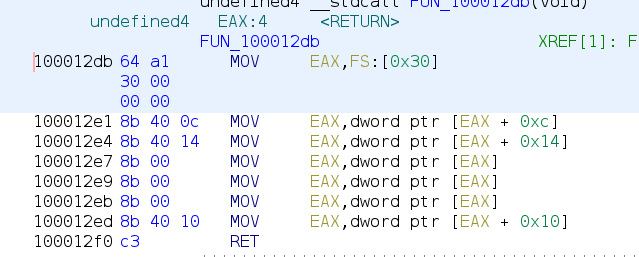 undefined4 __stdcall FUN_100012db(void)
undefined4 EAX:4 <RETURN>
FUN_100012db XREF[1]: F
100012db 64 a1 MOV EAX,FS:[0x30]
30 00
00 00
100012e1 8b 40 0c MOV EAX,dword ptr [EAX + 0xc]
100012e4 8b 40 14 MOV EAX,dword ptr [EAX + 0x14]
100012e7 8b 00 MOV EAX,dword ptr [EAX]
100012e9 8b 00 MOV EAX,dword ptr [EAX]
100012eb 8b 00 MOV EAX,dword ptr [EAX]
100012ed 8b 40 10 MOV EAX,dword ptr [EAX + 0x10]
100012f0 c3 RET